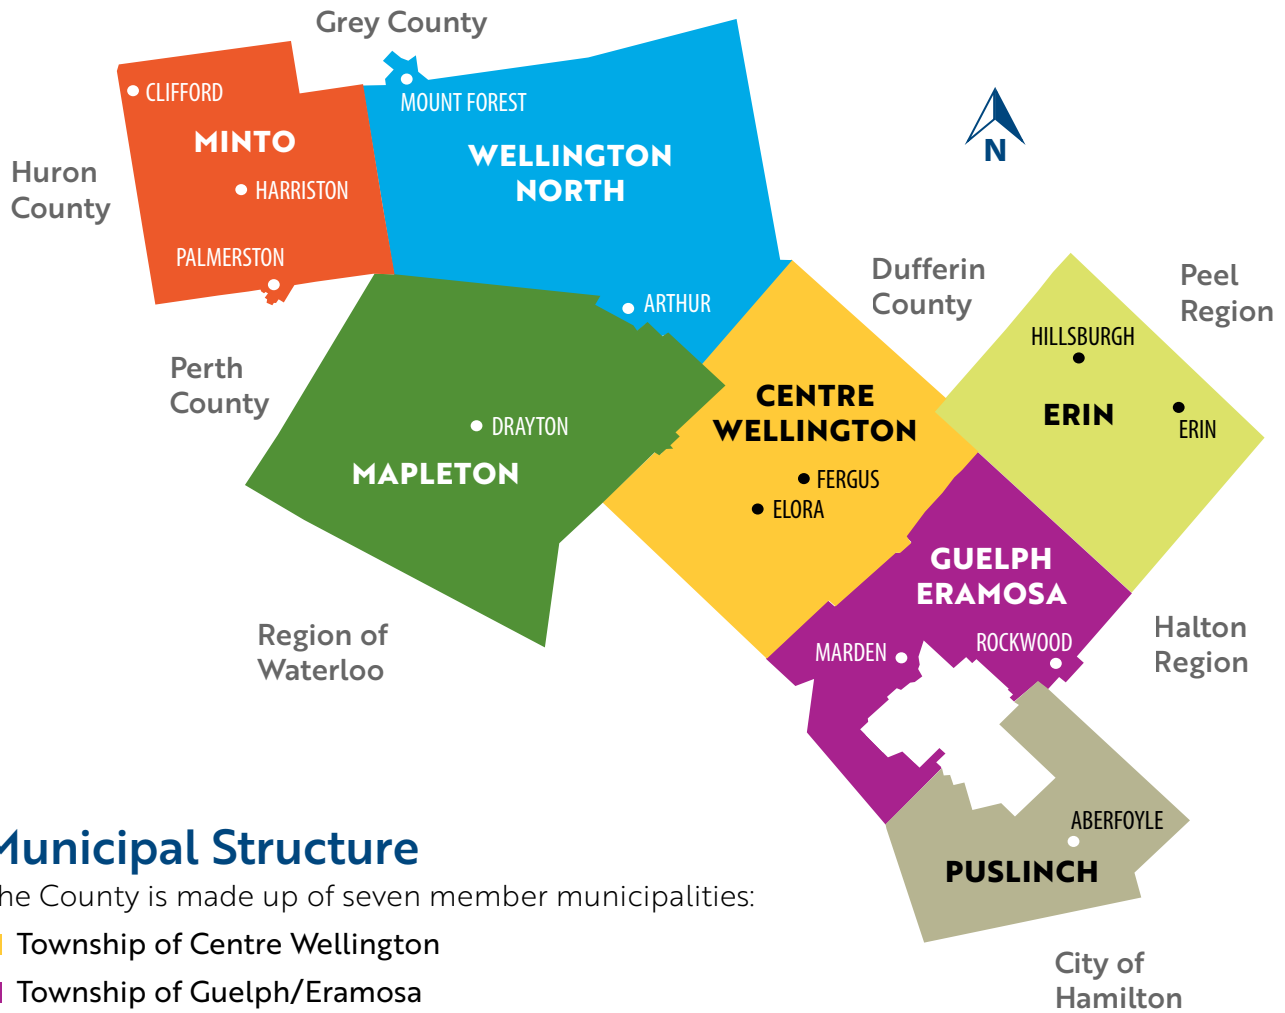 Grey County
CLIFFORD
MOUNT FOREST
MINTO
WELLINGTON
NORTH
Huron
County
HARRISTON
N
PALMERSTON
ARTHUR
Dufferin
County
Peel
Region
HILLSBURGH
Perth
County
CENTRE
WELLINGTON
ERIN
ERIN
DRAYTON
MAPLETON
FERGUS
ELORA
GUELPH
ERAMOSA
Region of
Waterloo
MARDEN
ROCKWOOD
Halton
Region
ABERFOYLE
PUSLINCH
Municipal Structure
he County is made up of seven member municipalities:
Township of Centre Wellington
Township of Guelph/Eramosa
City of
Hamilton